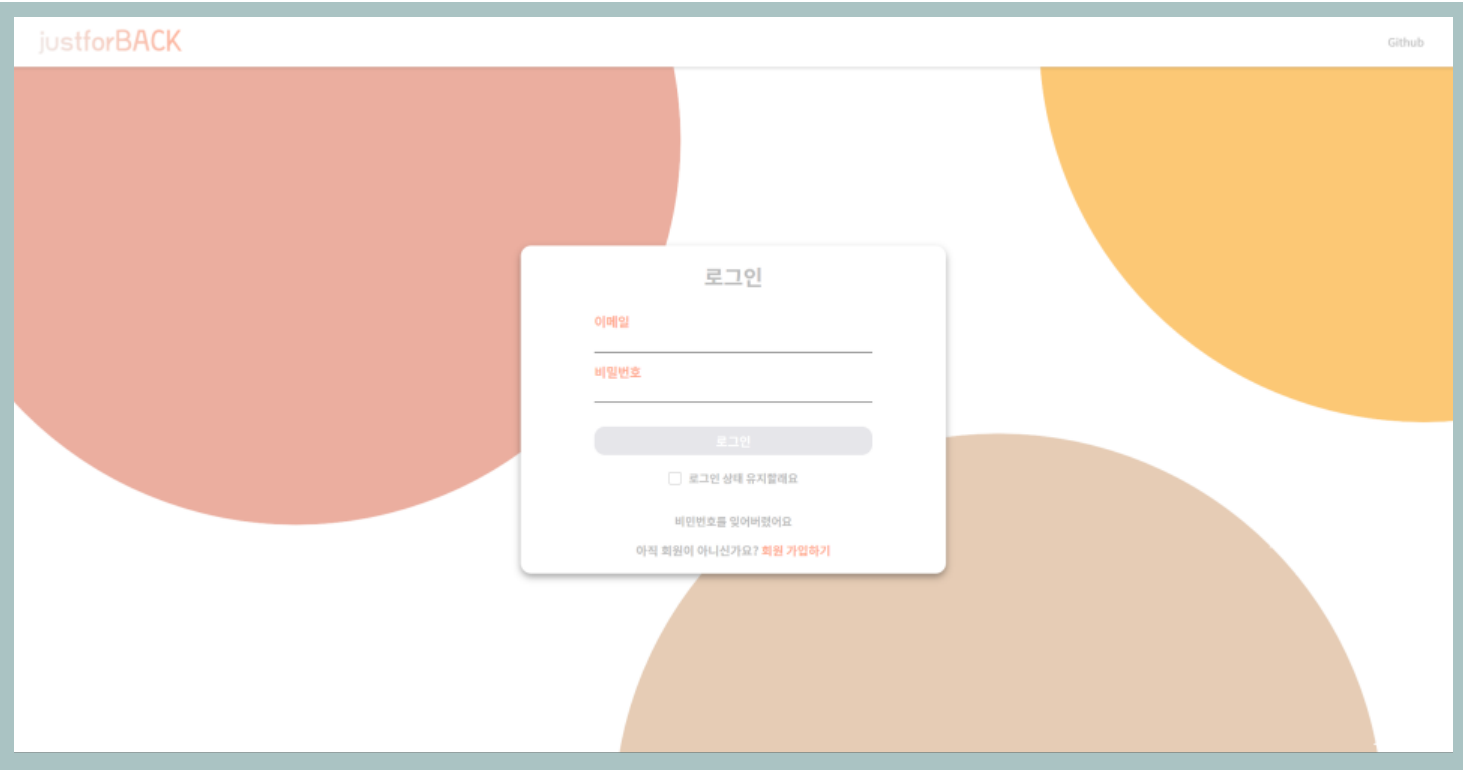 justforBACK
Github
로그인
이메일
비밀번호
로그인
로그인 상태 유지할래요
비민번호를 잊어버렸어요
아직 회원이 아니신가요? 회원 가입하기